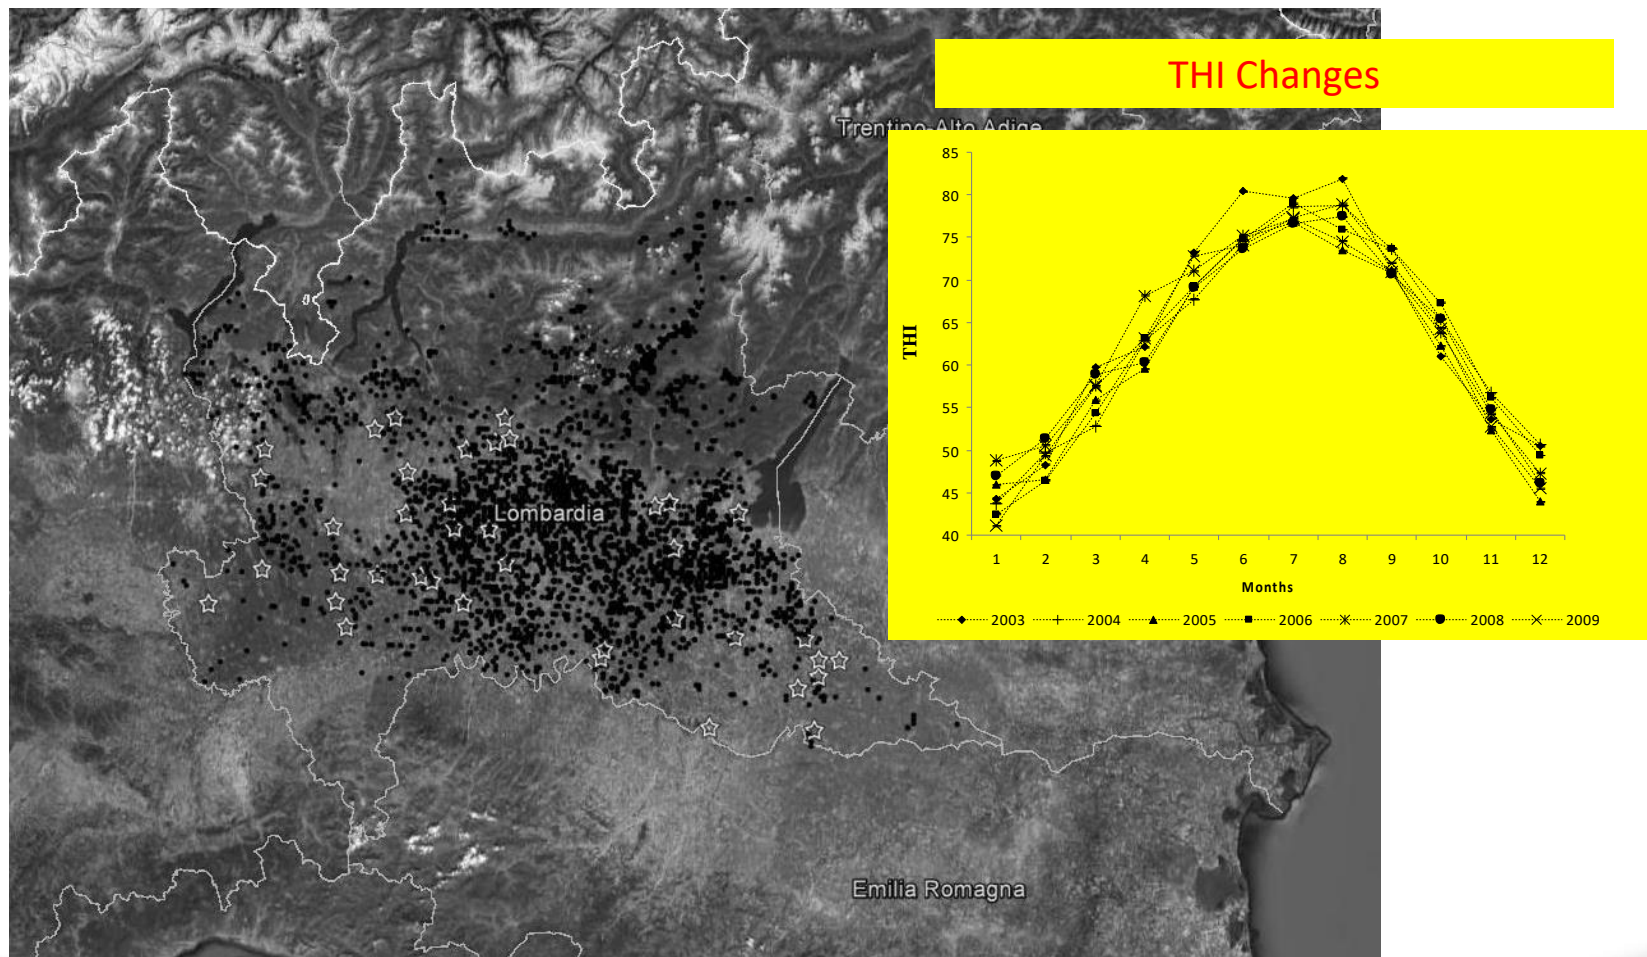 THI Changes
Trentino-Alto Adige
85
80
75
70
65
60
55
50
45
40
THI
1 2 3 4 5 6 7 8 9 10 11 12
Months
2003 2004 2005 2006 2007 2008 2009
Lombardia
Emilia Romagna